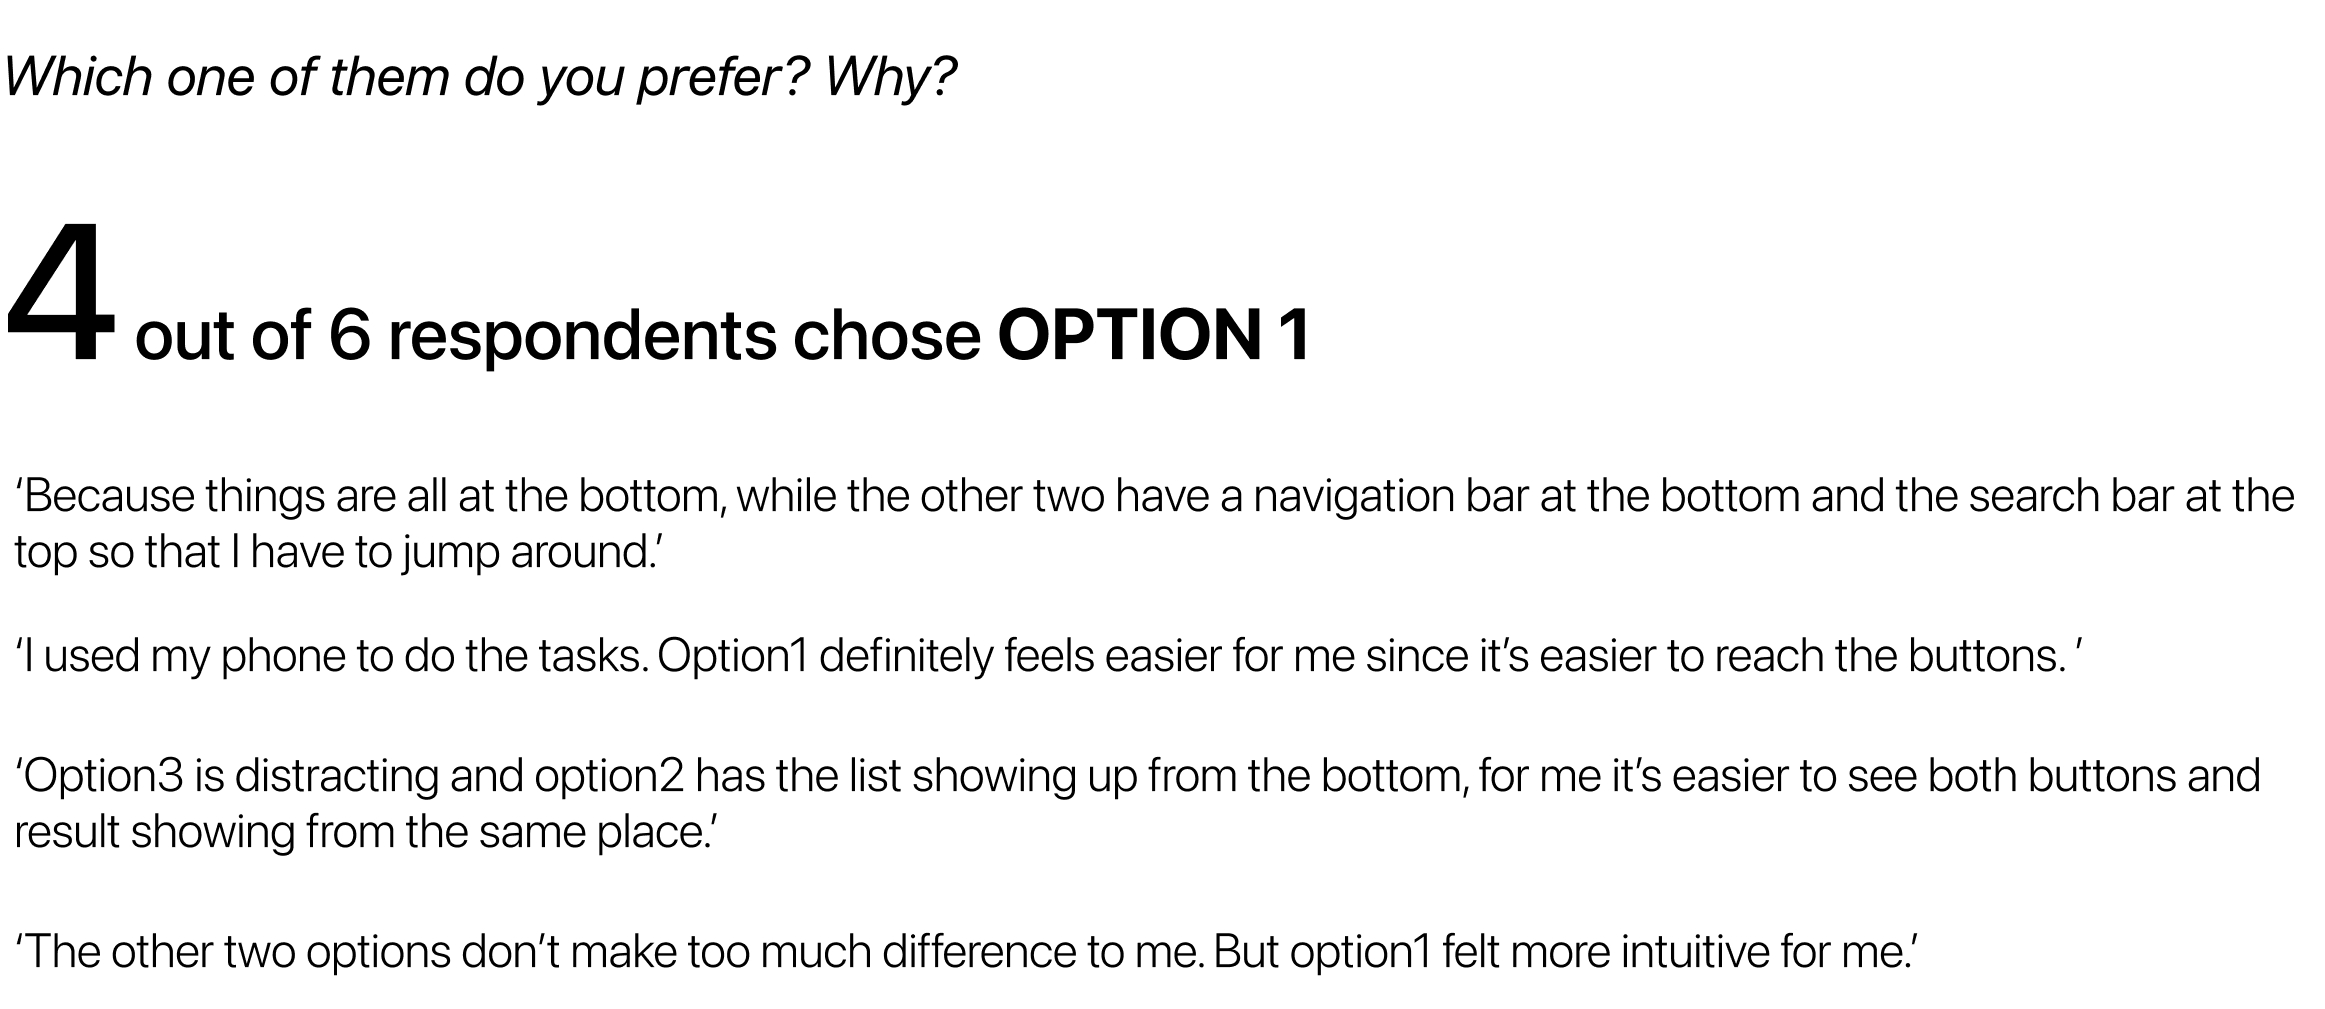 Which one of them do you prefer? Why?
4 out of 6 respondents chose OPTION 1
‘Because things are all at the bottom, while the other two have a navigation bar at the bottom and the search bar at the
top so that I have to jump around.’
‘I used my phone to do the tasks. Option1 definitely feels easier for me since it’s easier to reach the buttons. ’
‘Option3 is distracting and option2 has the list showing up from the bottom, for me it’s easier to see both buttons and
result showing from the same place.’
‘The other two options don’t make too much difference to me. But option1 felt more intuitive for me.’